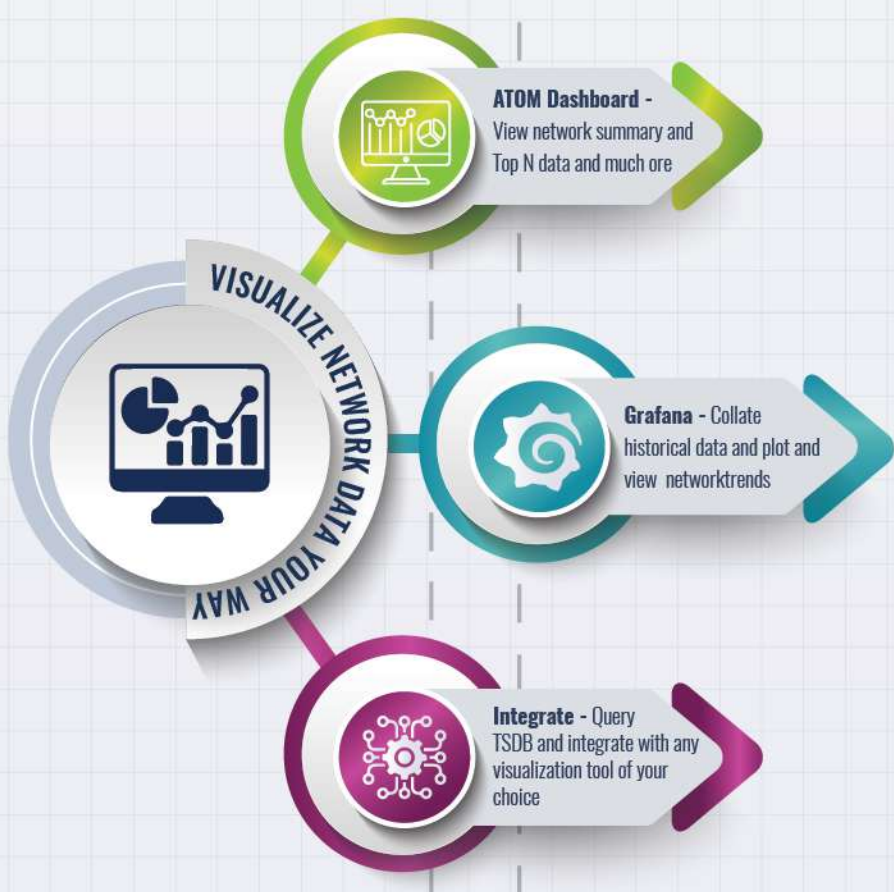 VISUALIZE NETWORK DATA YOUR WAY
ATOM Dashboard -
View network summary and
Top N data and much ore
Grafana - Collate
historical data and plot and
view networktrends
Integrate - Query
TSDB and integrate with any
visualization tool of your
choice